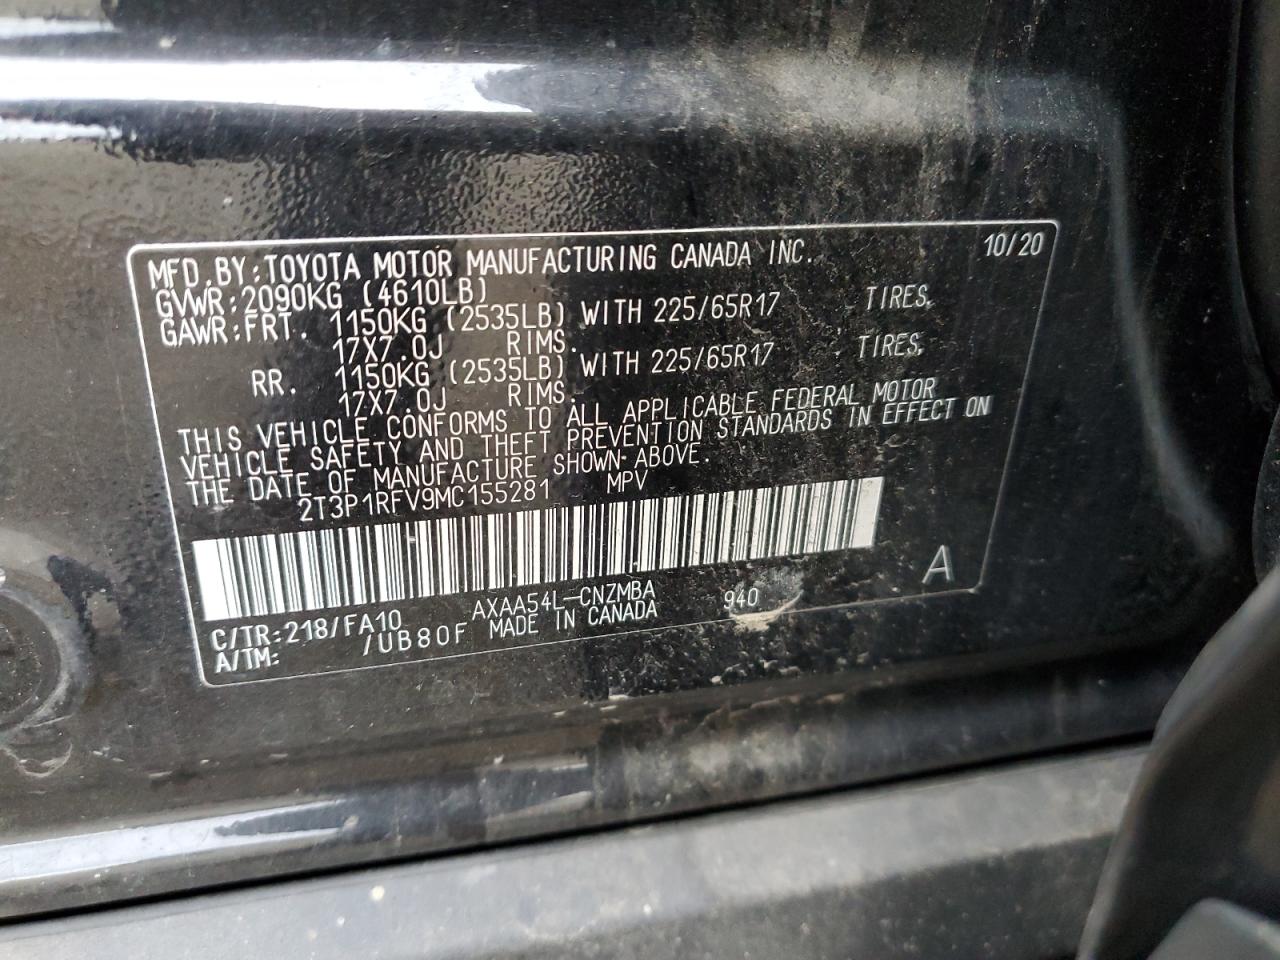 MFD.BY:TOYOTA MOTOR MANUFACTURING CANADA INC. 10/20
GVWR:2090KG (4610LB)
GAWR:FRT. 1150KG (2535LB) WITH 225/65R17 TIRES,
17X7.0J RIMS.
RR. 1150KG (2535LB) WITH 225/65R17 TIRES,
17X7.0J RIMS.
THIS VEHICLE CONFORMS TO ALL APPLICABLE FEDERAL MOTOR
VEHICLE SAFETY AND THEFT PREVENTION STANDARDS IN EFFECT ON
THE DATE OF MANUFACTURE SHOWN ABOVE.
2T3P1RFV9MC155281 MPV
A
C/TR:218/FA10 AXAA54L-CNZMBA 940
A/TM: /UB80F MADE IN CANADA